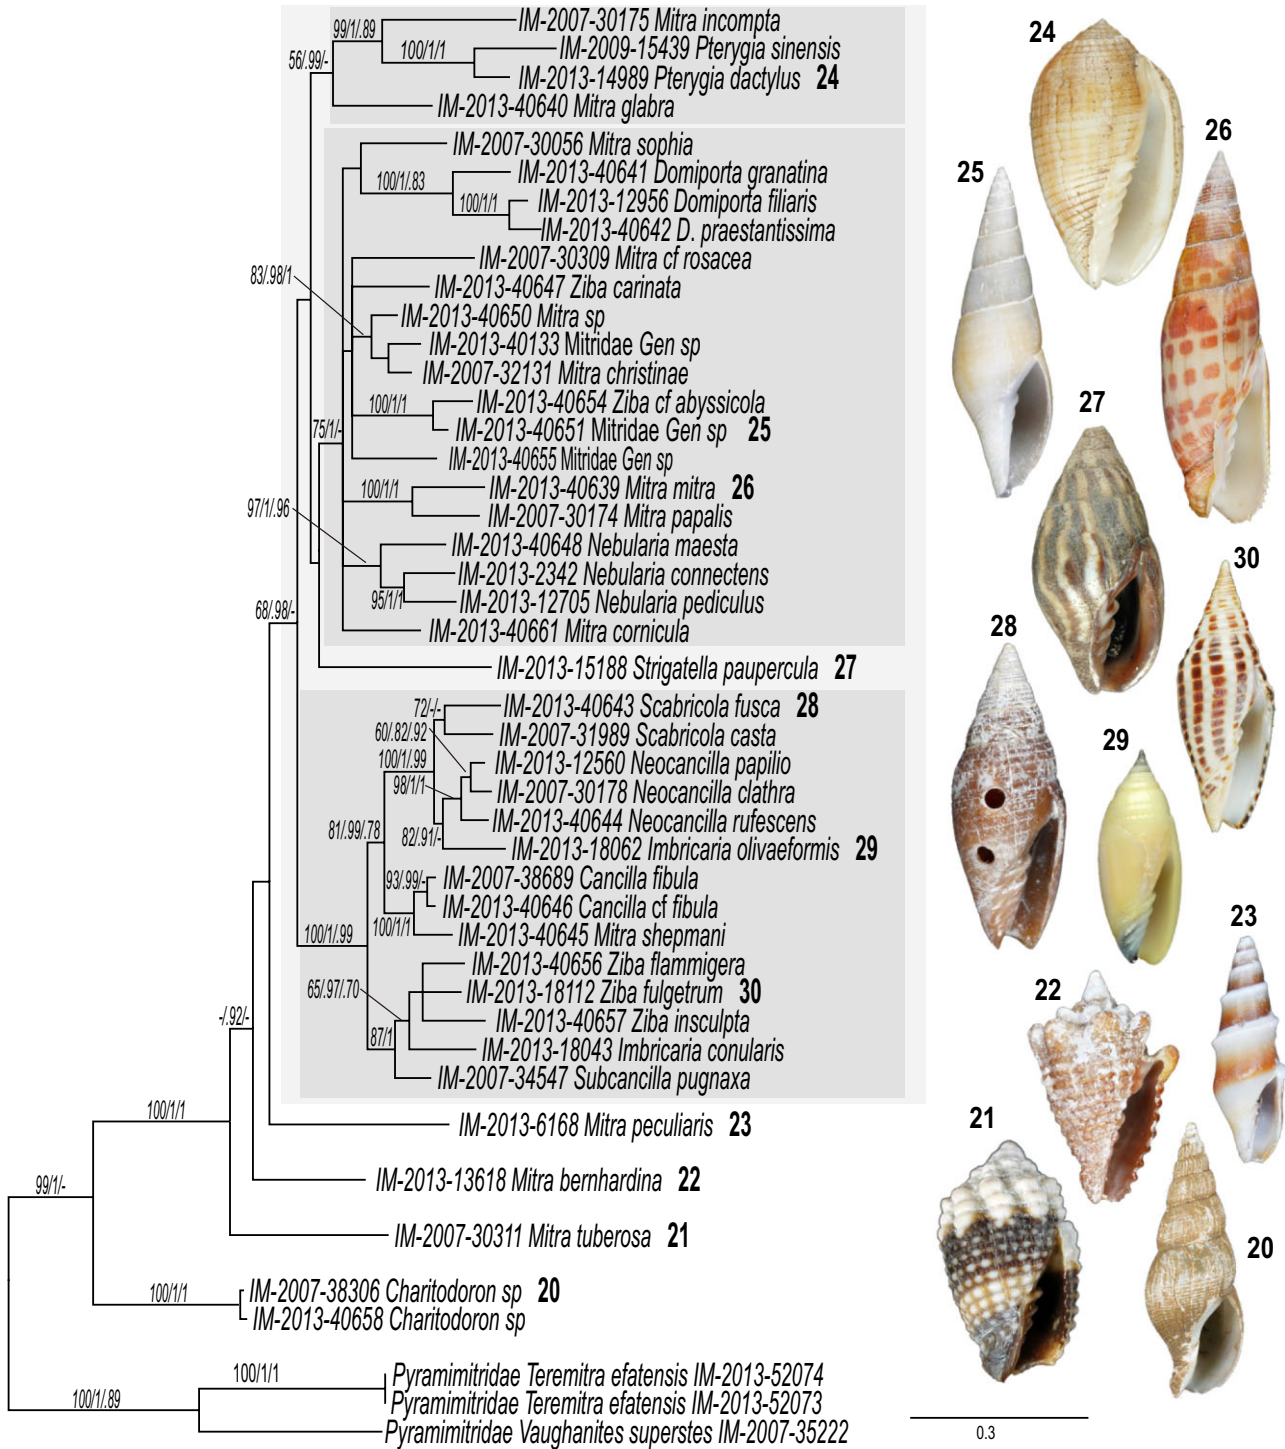 99/1/.89
IM-2007-30175 Mitra incompta
IM-2009-15439 Pterygia sinensis
100/1/1
56/.99/-
IM-2013-14989 Pterygia dactylus 24
IM-2013-40640 Mitra glabra
IM-2007-30056 Mitra sophia
IM-2013-40641 Domiporta granatina
100/1/.83
IM-2013-12956 Domiporta filiaris
100/1/1
IM-2013-40642 D. praestantissima
IM-2007-30309 Mitra cf rosacea
83/.98/1
IM-2013-40647 Ziba carinata
IM-2013-40650 Mitra sp
IM-2013-40133 Mitridae Gen sp
IM-2007-32131 Mitra christinae
IM-2013-40654 Ziba cf abyssicola
100/1/1
IM-2013-40651 Mitridae Gen sp 25
75/1/-
IM-2013-40655 Mitridae Gen sp
IM-2013-40639 Mitra mitra 26
100/1/1
97/1/.96
IM-2007-30174 Mitra papalis
IM-2013-40648 Nebularia maesta
IM-2013-2342 Nebularia connectens
95/1/1
IM-2013-12705 Nebularia pediculus
68/.98/-
IM-2013-40661 Mitra cornicula
IM-2013-15188 Strigatella paupercula 27
72/-/-
IM-2013-40643 Scabricola fusca 28
60/.82/.92
IM-2007-31989 Scabricola casta
100/1/.99
IM-2013-12560 Neocancilla papilio
98/1/1
IM-2007-30178 Neocancilla clathra
81/.99/.78
IM-2013-40644 Neocancilla rufescens
82/.91/-
IM-2013-18062 Imbricaria olivaeformis 29
93/.99/-
IM-2007-38689 Cancilla fibula
IM-2013-40646 Cancilla cf fibula
100/1/1
100/1/.99
IM-2013-40645 Mitra shepmani
IM-2013-40656 Ziba flammigera
65/.97/.70
IM-2013-18112 Ziba fulgetrum 30
IM-2013-40657 Ziba insculpta
-/.92/-
87/1
IM-2013-18043 Imbricaria conularis
IM-2007-34547 Subcancilla pugnaxa
100/1/1
IM-2013-6168 Mitra peculiaris 23
99/1/-
IM-2013-13618 Mitra bernhardina 22
IM-2007-30311 Mitra tuberosa 21
100/1/1
IM-2007-38306 Charitodoron sp 20
IM-2013-40658 Charitodoron sp
100/1/1
Pyramimitridae Teremitra efatensis IM-2013-52074
100/1/.89
Pyramimitridae Teremitra efatensis IM-2013-52073
Pyramimitridae Vaughanites superstes IM-2007-35222
0.3
24
26
25
27
30
28
29
23
22
21
20